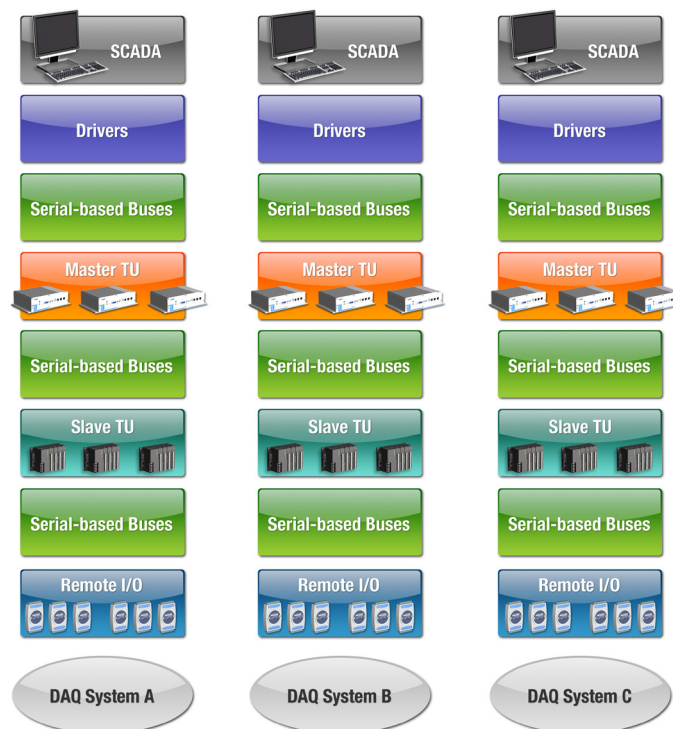 SCADA
SCADA
SCADA
Drivers
Drivers
Drivers
Serial-based Buses
Serial-based Buses
Serial-based Buses
Master TU
Master TU
Master TU
Serial-based Buses
Serial-based Buses
Serial-based Buses
Slave TU
Slave TU
Slave TU
Serial-based Buses
Serial-based Buses
Serial-based Buses
Remote I/O
Remote I/O
Remote I/O
DAQ System A
DAQ System B
DAQ System C